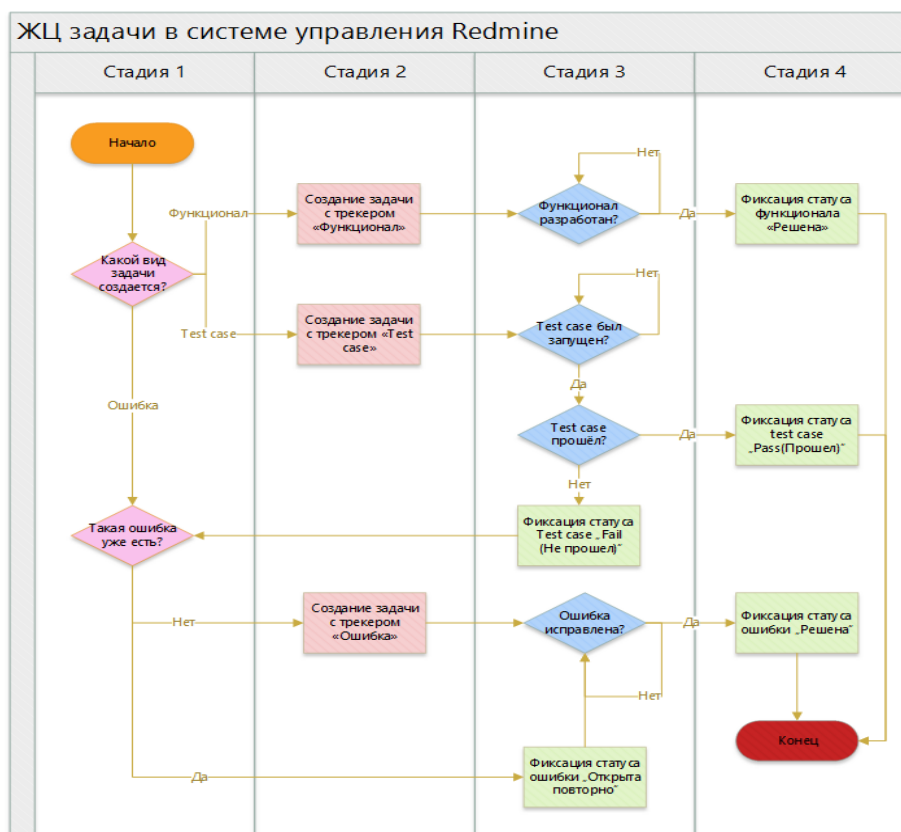 ЖЦ задачи в системе управления Redmine
Стадия 1
Стадия 2
Стадия 3
Стадия 4
Начало
Нет
Функционал
Создание задачи
с трекером
«Функционал»
Функционал
разработан?
Да
Фиксация статуса
функционала
«Решена»
Какой вид
задачи
создается?
Нет
Test case
Создание задачи
с трекером «Test
case»
Test case был
запущен?
Да
Ошибка
Test case
прошёл?
Да
Фиксация статуса
test case
„Pass(Прошел)“
Нет
Такая ошибка
уже есть?
Фиксация статуса
Test case „Fail
(Не прошел)“
Нет
Создание задачи
с трекером
«Ошибка»
Ошибка
исправлена?
Да
Фиксация статуса
ошибки „Решена“
Нет
Конец
Да
Фиксация статуса
ошибки „Открыта
повторно“